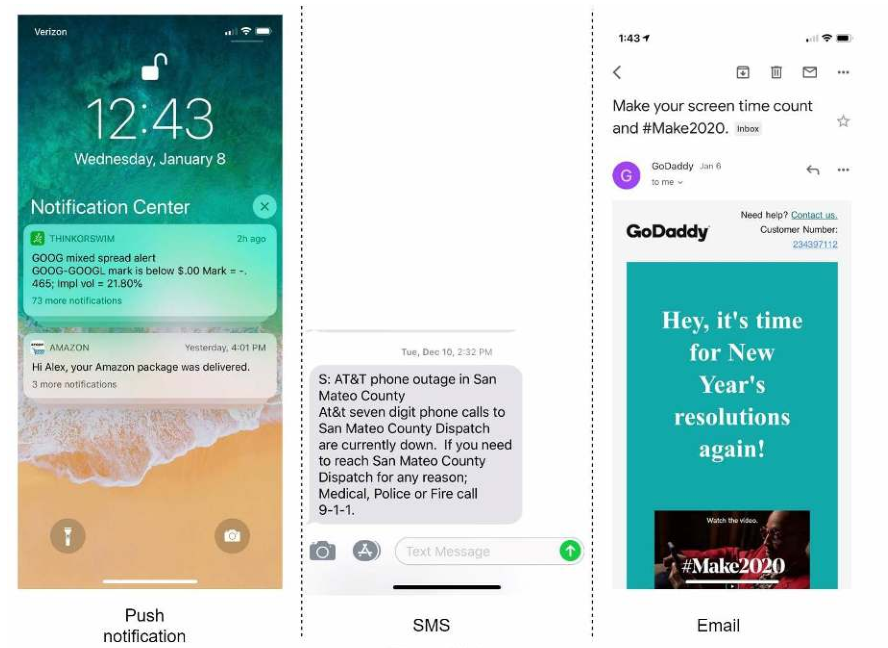 Verizon
12:43
Wednesday, January 8
Notification Center
THINKORSWIM 2h ago
GOOG mixed spread alert
GOOG-GOOGL mark is below $.00 Mark = -.
465; Impl vol = 21.80%
73 more notifications
AMAZON Yesterday, 4:01 PM
Hi Alex, your Amazon package was delivered.
3 more notifications
Push
notification
Tue, Dec 10, 2:32 PM
S: AT&T phone outage in San
Mateo County
At&t seven digit phone calls to
San Mateo County Dispatch
are currently down. If you need
to reach San Mateo County
Dispatch for any reason;
Medical, Police or Fire call
9-1-1.
Text Message
SMS
1:43
Make your screen time count
and #Make2020. Inbox
G
GoDaddy Jan 6
to me
Need help? Contact us.
GoDaddy
Customer Number:
234397112
Hey, it's time
for New
Year's
resolutions
again!
Watch the video.
#Make2020
Email